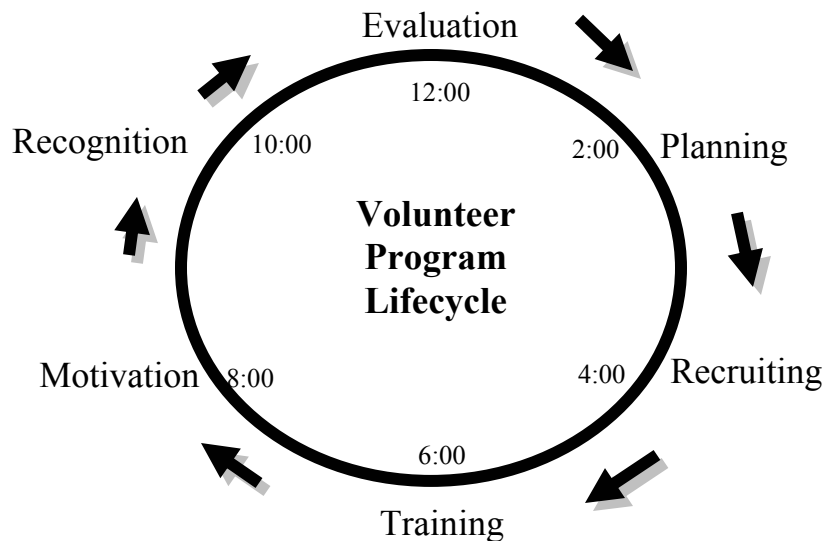 Evaluation
12:00
Recognition
10:00
2:00
Planning
Volunteer
Program
Lifecycle
Motivation
8:00
4:00
Recruiting
6:00
Training